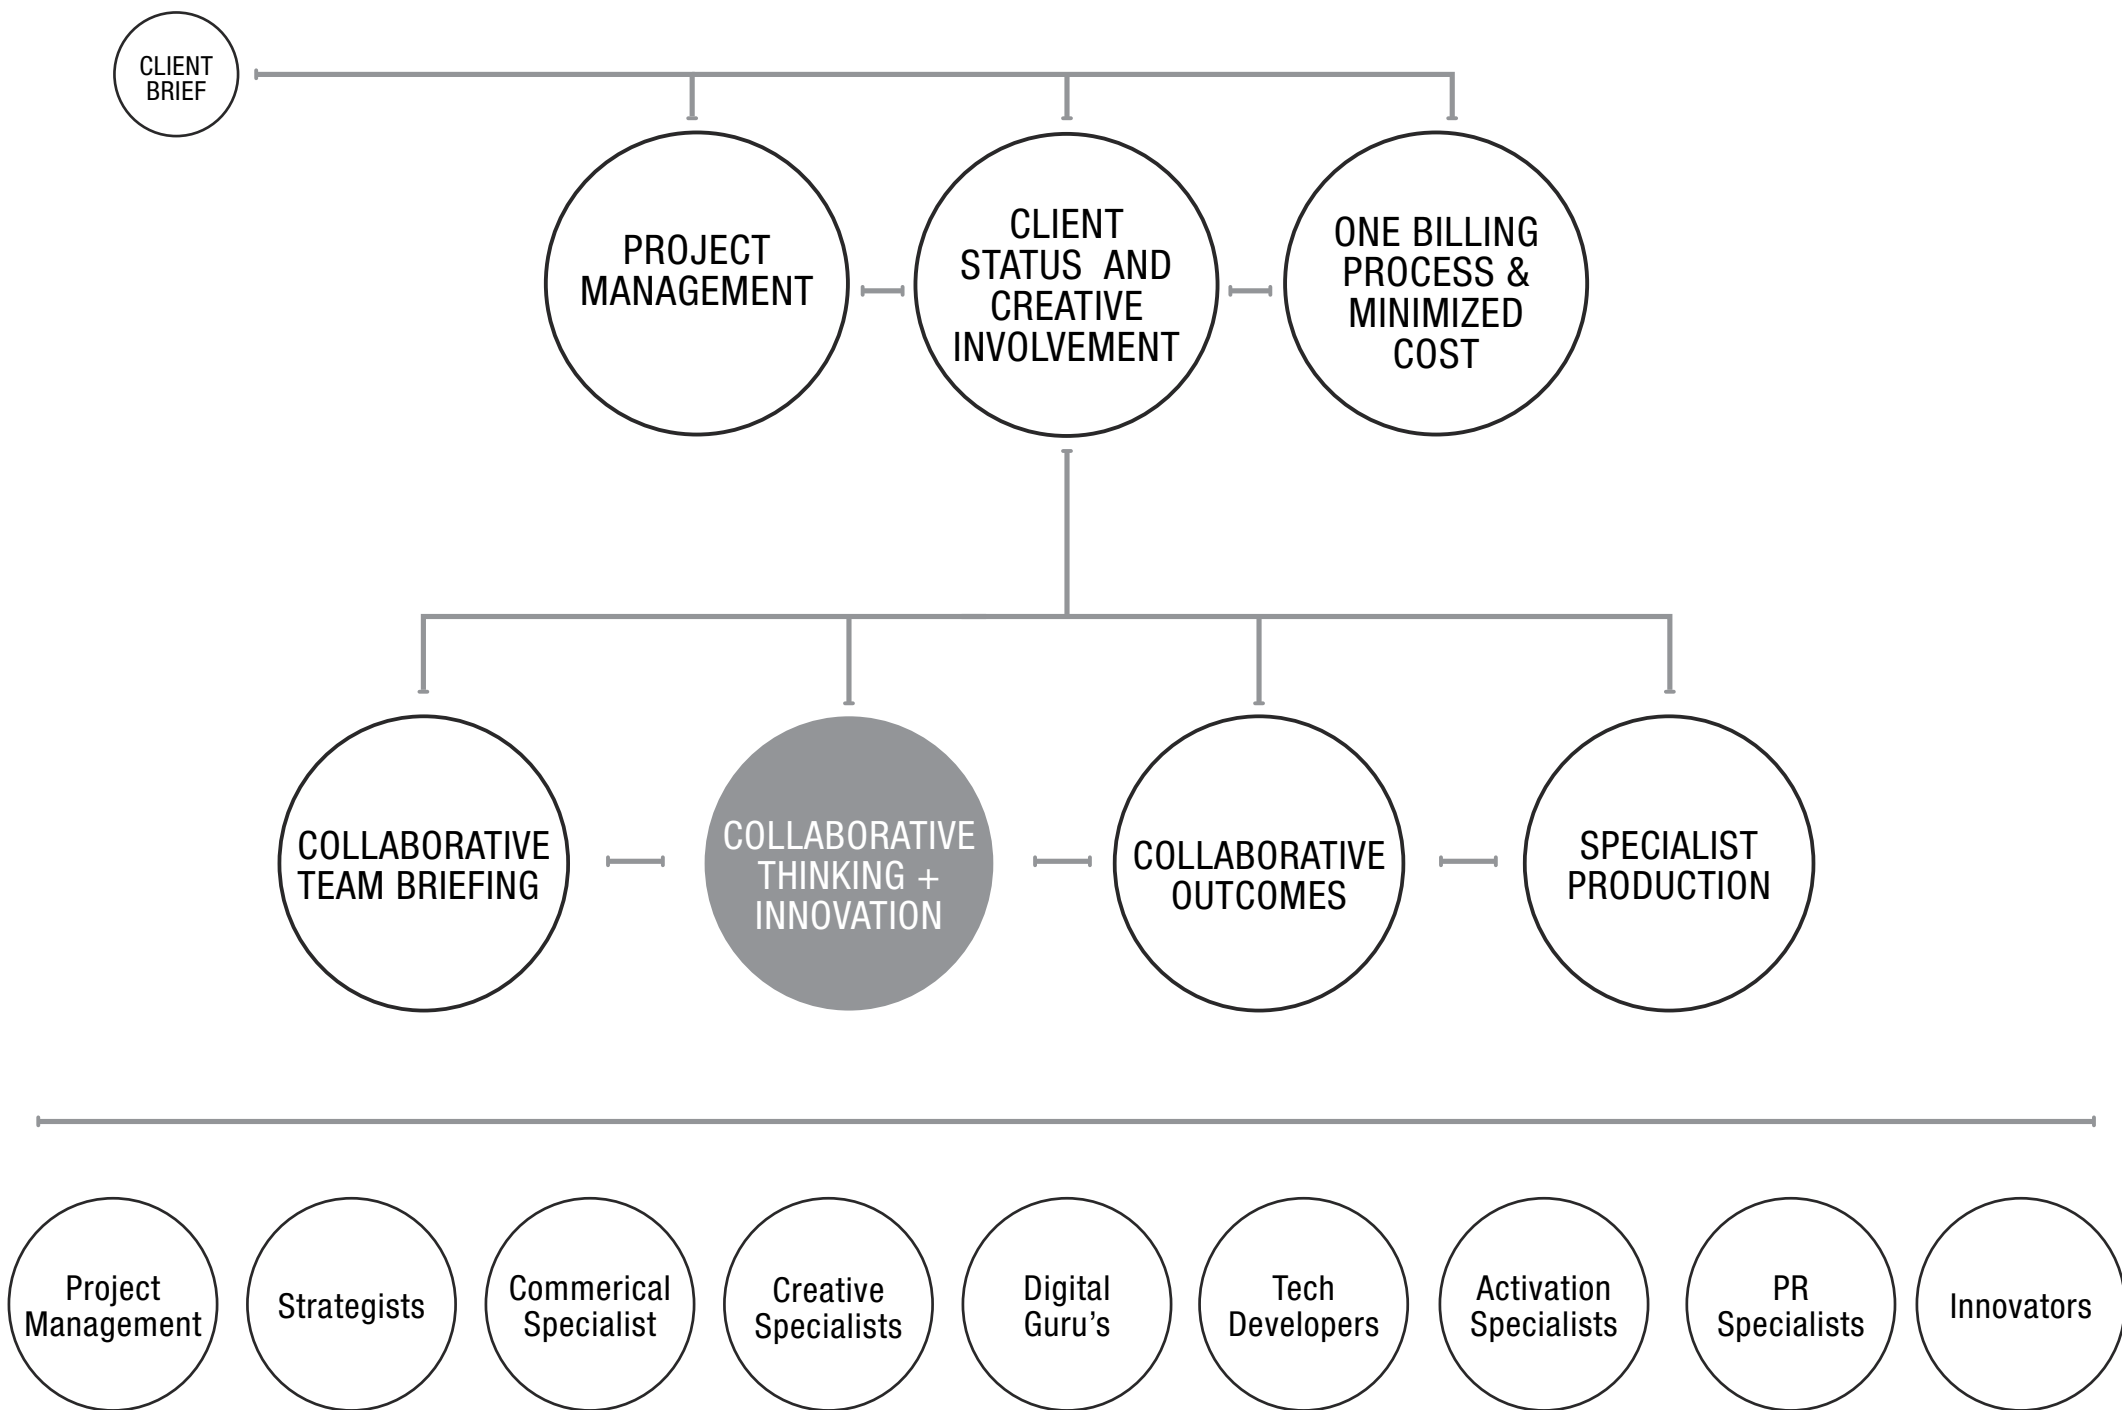 CLIENT
BRIEF
PROJECT
MANAGEMENT
CLIENT
STATUS AND
CREATIVE
INVOLVEMENT
ONE BILLING
PROCESS &
MINIMIZED
COST
COLLABORATIVE
TEAM BRIEFING
COLLABORATIVE
THINKING +
INNOVATION
COLLABORATIVE
OUTCOMES
SPECIALIST
PRODUCTION
Project
Management
Strategists
Commerical
Specialist
Creative
Specialists
Digital
Guru’s
Tech
Developers
Activation
Specialists
PR
Specialists
Innovators